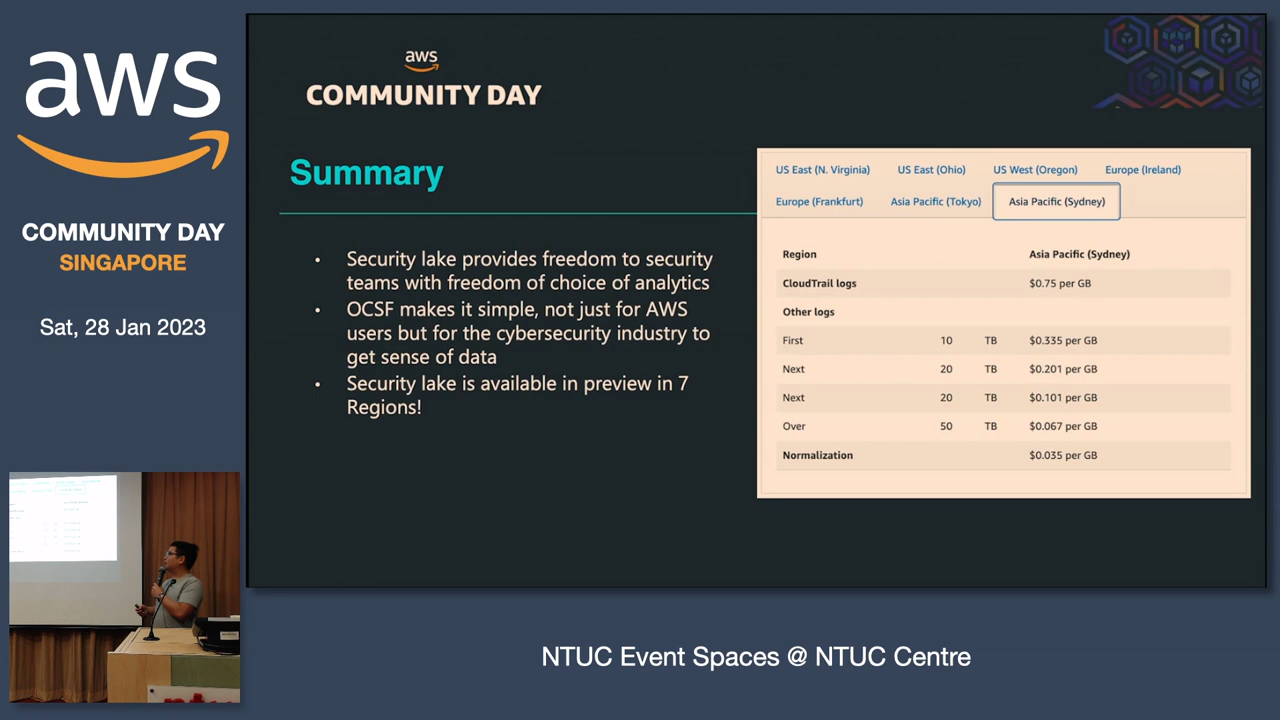 aws
COMMUNITY DAY
SINGAPORE
Sat, 28 Jan 2023
aws
COMMUNITY DAY
Summary
• Security lake provides freedom to security
teams with freedom of choice of analytics
• OCSF makes it simple, not just for AWS
users but for the cybersecurity industry to
get sense of data
• Security lake is available in preview in 7
Regions!
US East (N. Virginia) US East (Ohio) US West (Oregon) Europe (Ireland)
Europe (Frankfurt) Asia Pacific (Tokyo) Asia Pacific (Sydney)
Region Asia Pacific (Sydney)
CloudTrail logs $0.75 per GB
Other logs
First 10 TB $0.335 per GB
Next 20 TB $0.201 per GB
Next 20 TB $0.101 per GB
Over 50 TB $0.067 per GB
Normalization $0.035 per GB
NTUC Event Spaces @ NTUC Centre